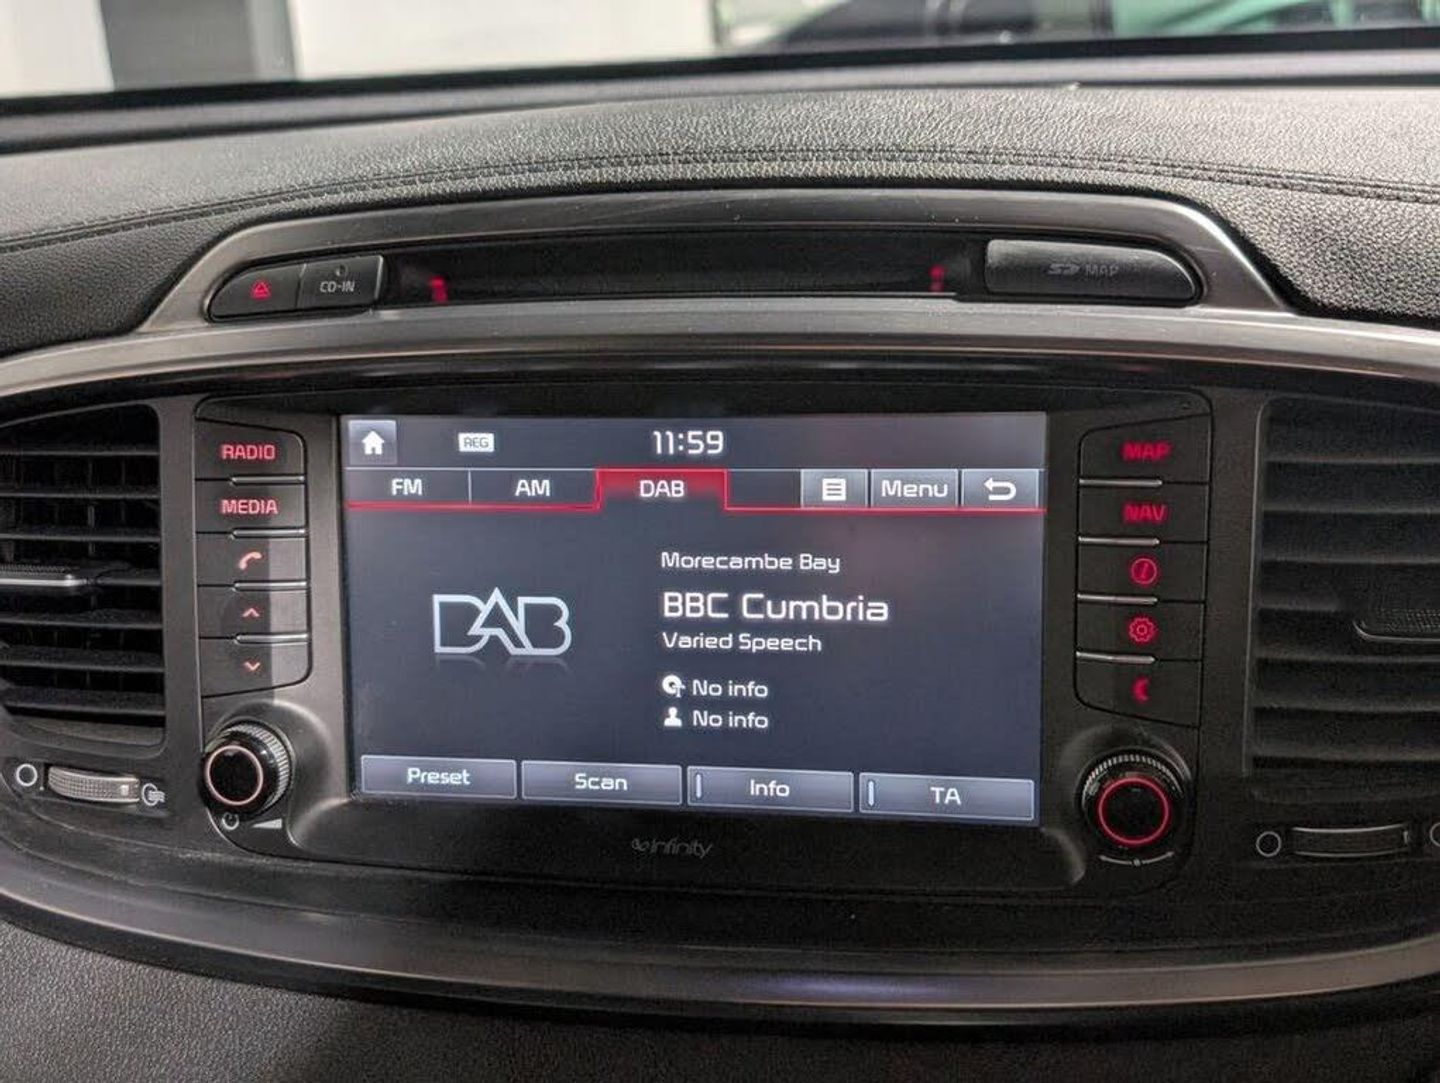 CD-IN
SD MAP
RADIO
MEDIA
REG
11:59
FM
AM
DAB
Menu
MAP
NAV
DAB
Morecambe Bay
BBC Cumbria
Varied Speech
No info
No info
Preset
Scan
Info
TA
infinity